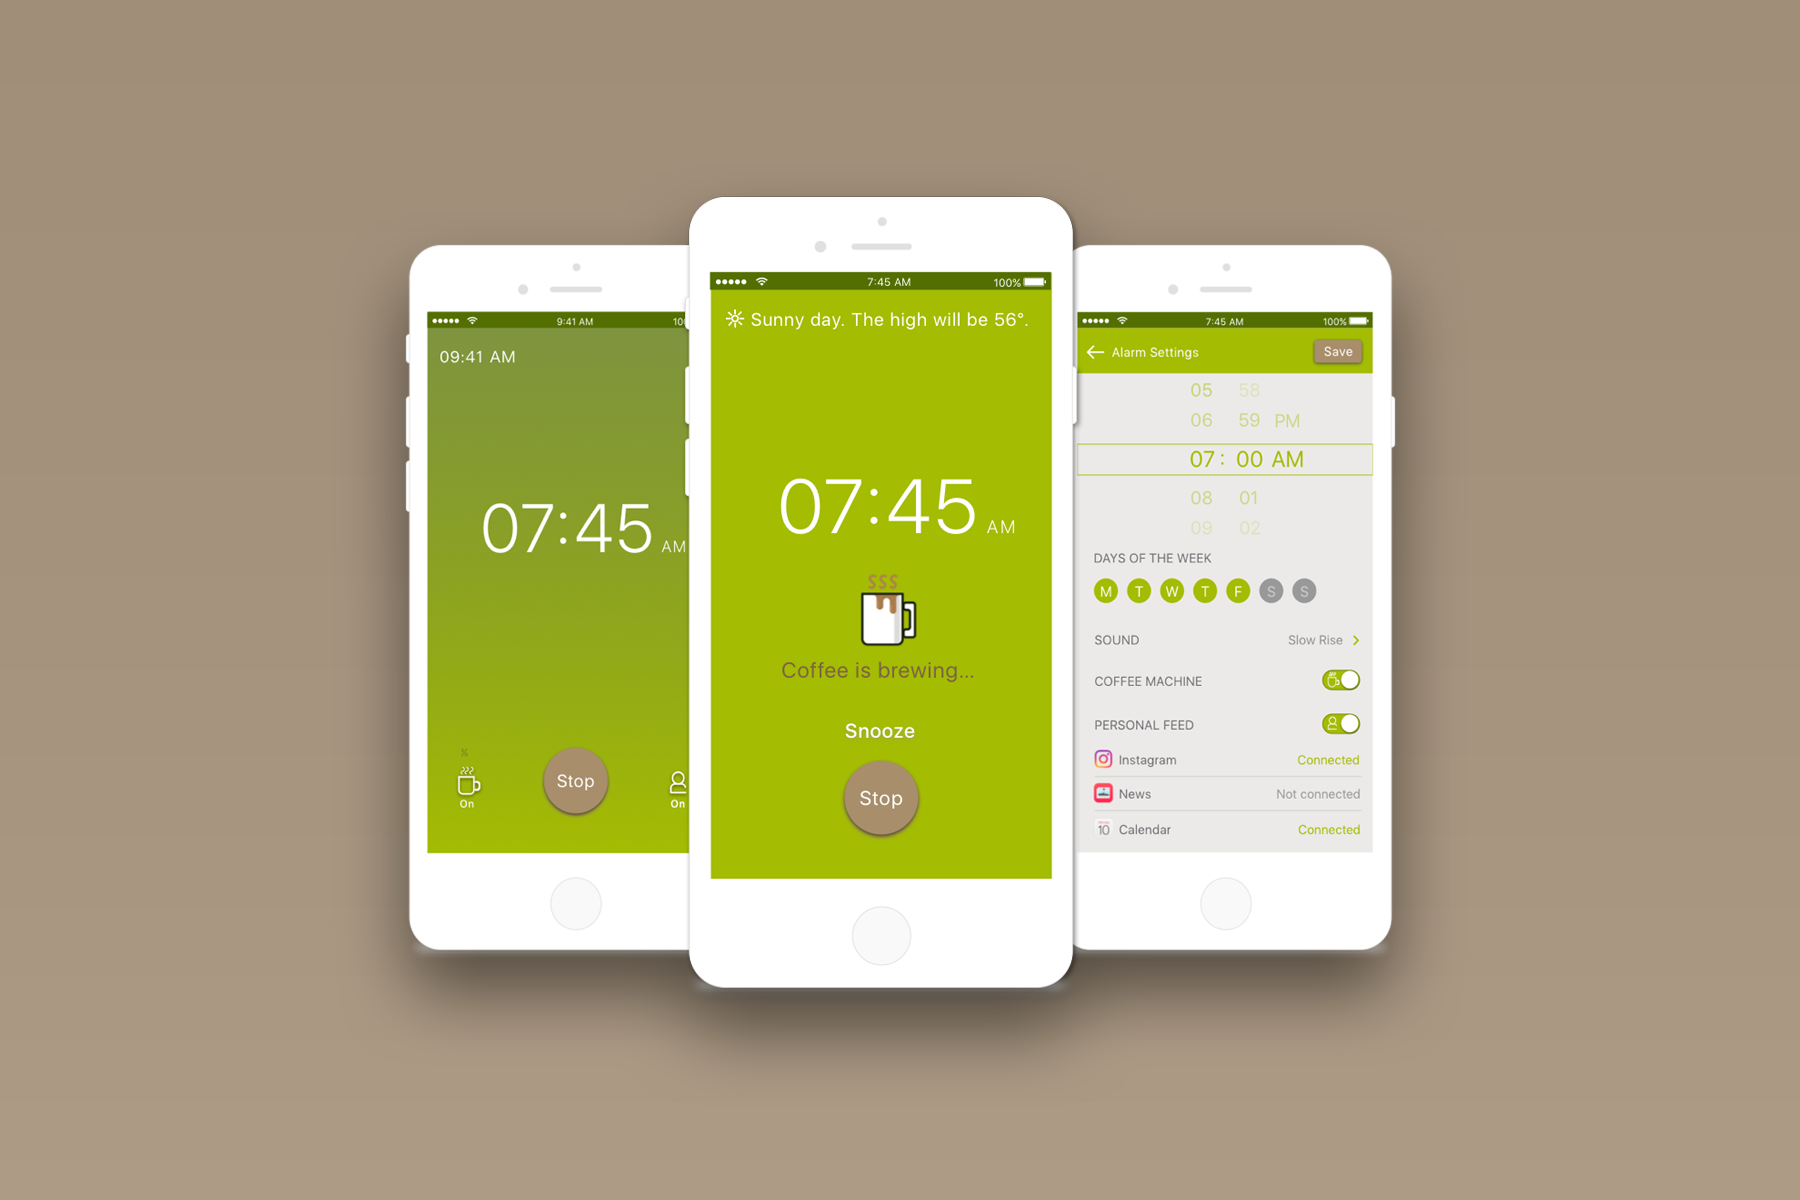 9:41 AM
09:41 AM
07:45 AM
On
Stop
On
7:45 AM 100%
Sunny day. The high will be 56°.
07:45 AM
Coffee is brewing...
Snooze
Stop
7:45 AM 100%
Alarm Settings Save
05 58
06 59 PM
07 : 00 AM
08 01
09 02
DAYS OF THE WEEK
M T W T F S S
SOUND Slow Rise
COFFEE MACHINE
PERSONAL FEED
Instagram Connected
News Not connected
10 Calendar Connected